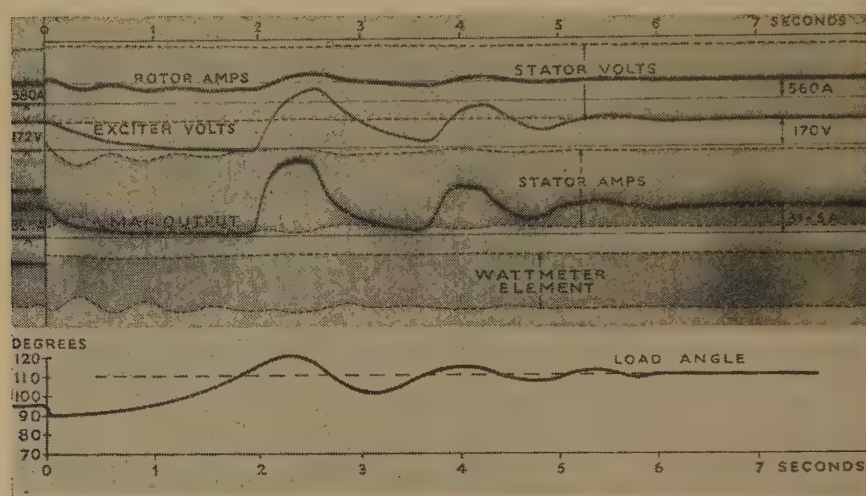 0 1 2 3 4 5 6 7 SECONDS
ROTOR AMPS STATOR VOLTS
580A 560A
172V EXCITER VOLTS 170V
STATOR AMPS
OUTPUT
WATTMETER
ELEMENT
DEGREES
120 LOAD ANGLE
110
100
90
80
70
0 1 2 3 4 5 6 7 SECONDS